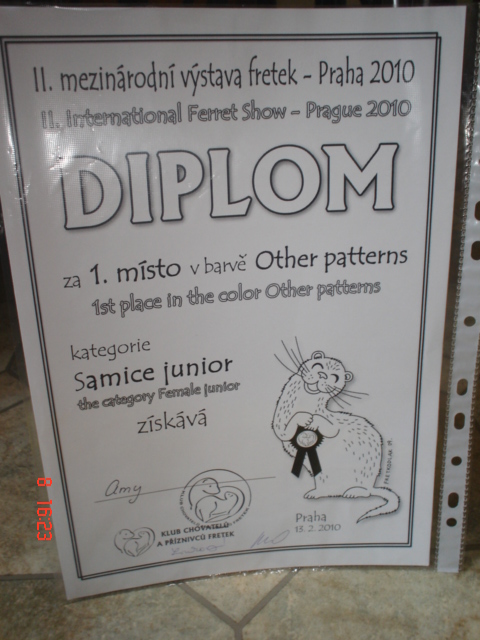 II. mezinárodní výstava fretek - Praha 2010
II. International Ferret Show - Prague 2010
DIPLOM
za 1. místo v barvě Other patterns
1st place in the color Other patterns
kategorie
Samice junior
the category Female junior
získává
Amy
KLUB CHOVATELŮ
A PŘÍZNIVCŮ FRETEK
Praha
13. 2. 2010
8 16:23